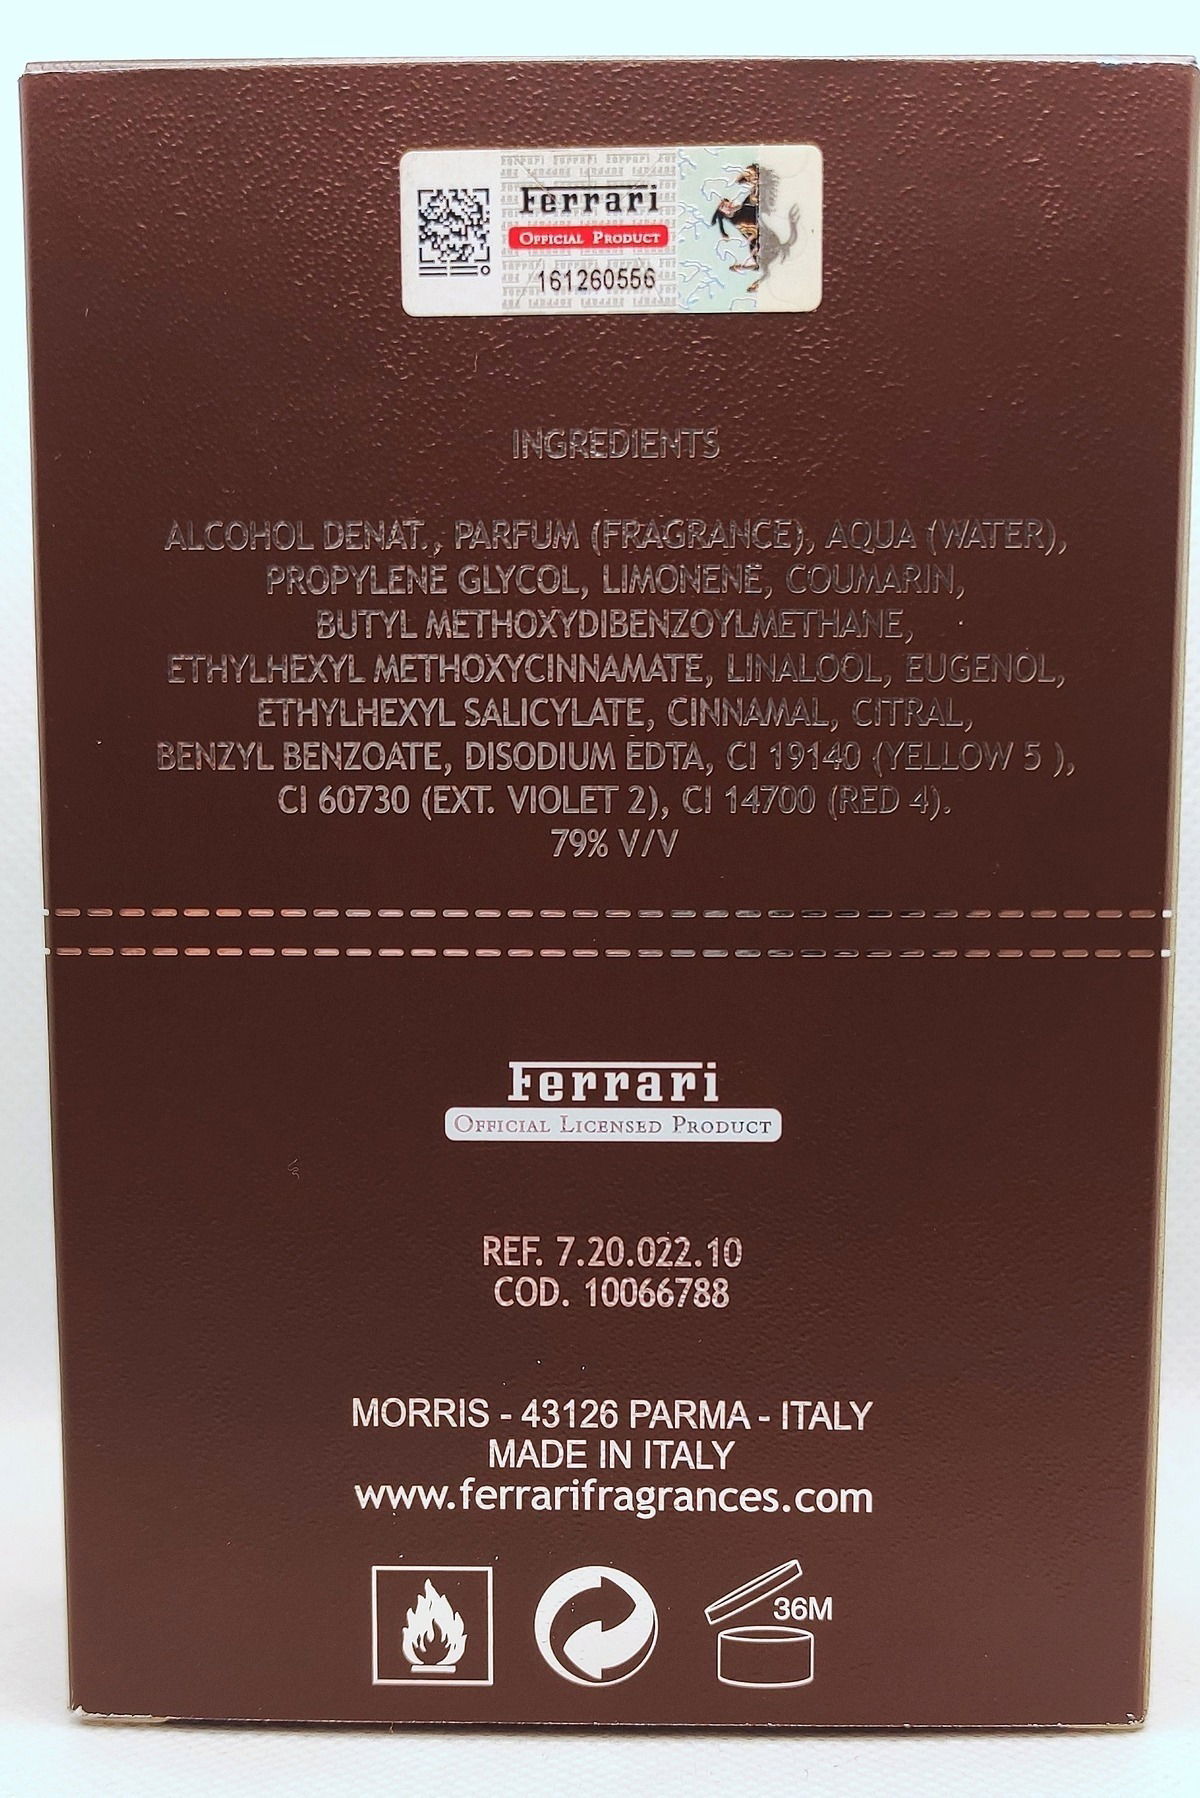 Ferrari
OFFICIAL PRODUCT
161260556
INGREDIENTS
ALCOHOL DENAT., PARFUM (FRAGRANCE), AQUA (WATER),
PROPYLENE GLYCOL, LIMONENE, COUMARIN,
BUTYL METHOXYDIBENZOYLMETHANE,
ETHYLHEXYL METHOXYCINNAMATE, LINALOOL, EUGENOL,
ETHYLHEXYL SALICYLATE, CINNAMAL, CITRAL,
BENZYL BENZOATE, DISODIUM EDTA, CI 19140 (YELLOW 5 ),
CI 60730 (EXT. VIOLET 2), CI 14700 (RED 4).
79% V/V
Ferrari
OFFICIAL LICENSED PRODUCT
REF. 7.20.022.10
COD. 10066788
MORRIS - 43126 PARMA - ITALY
MADE IN ITALY
www.ferrarifragrances.com
36M